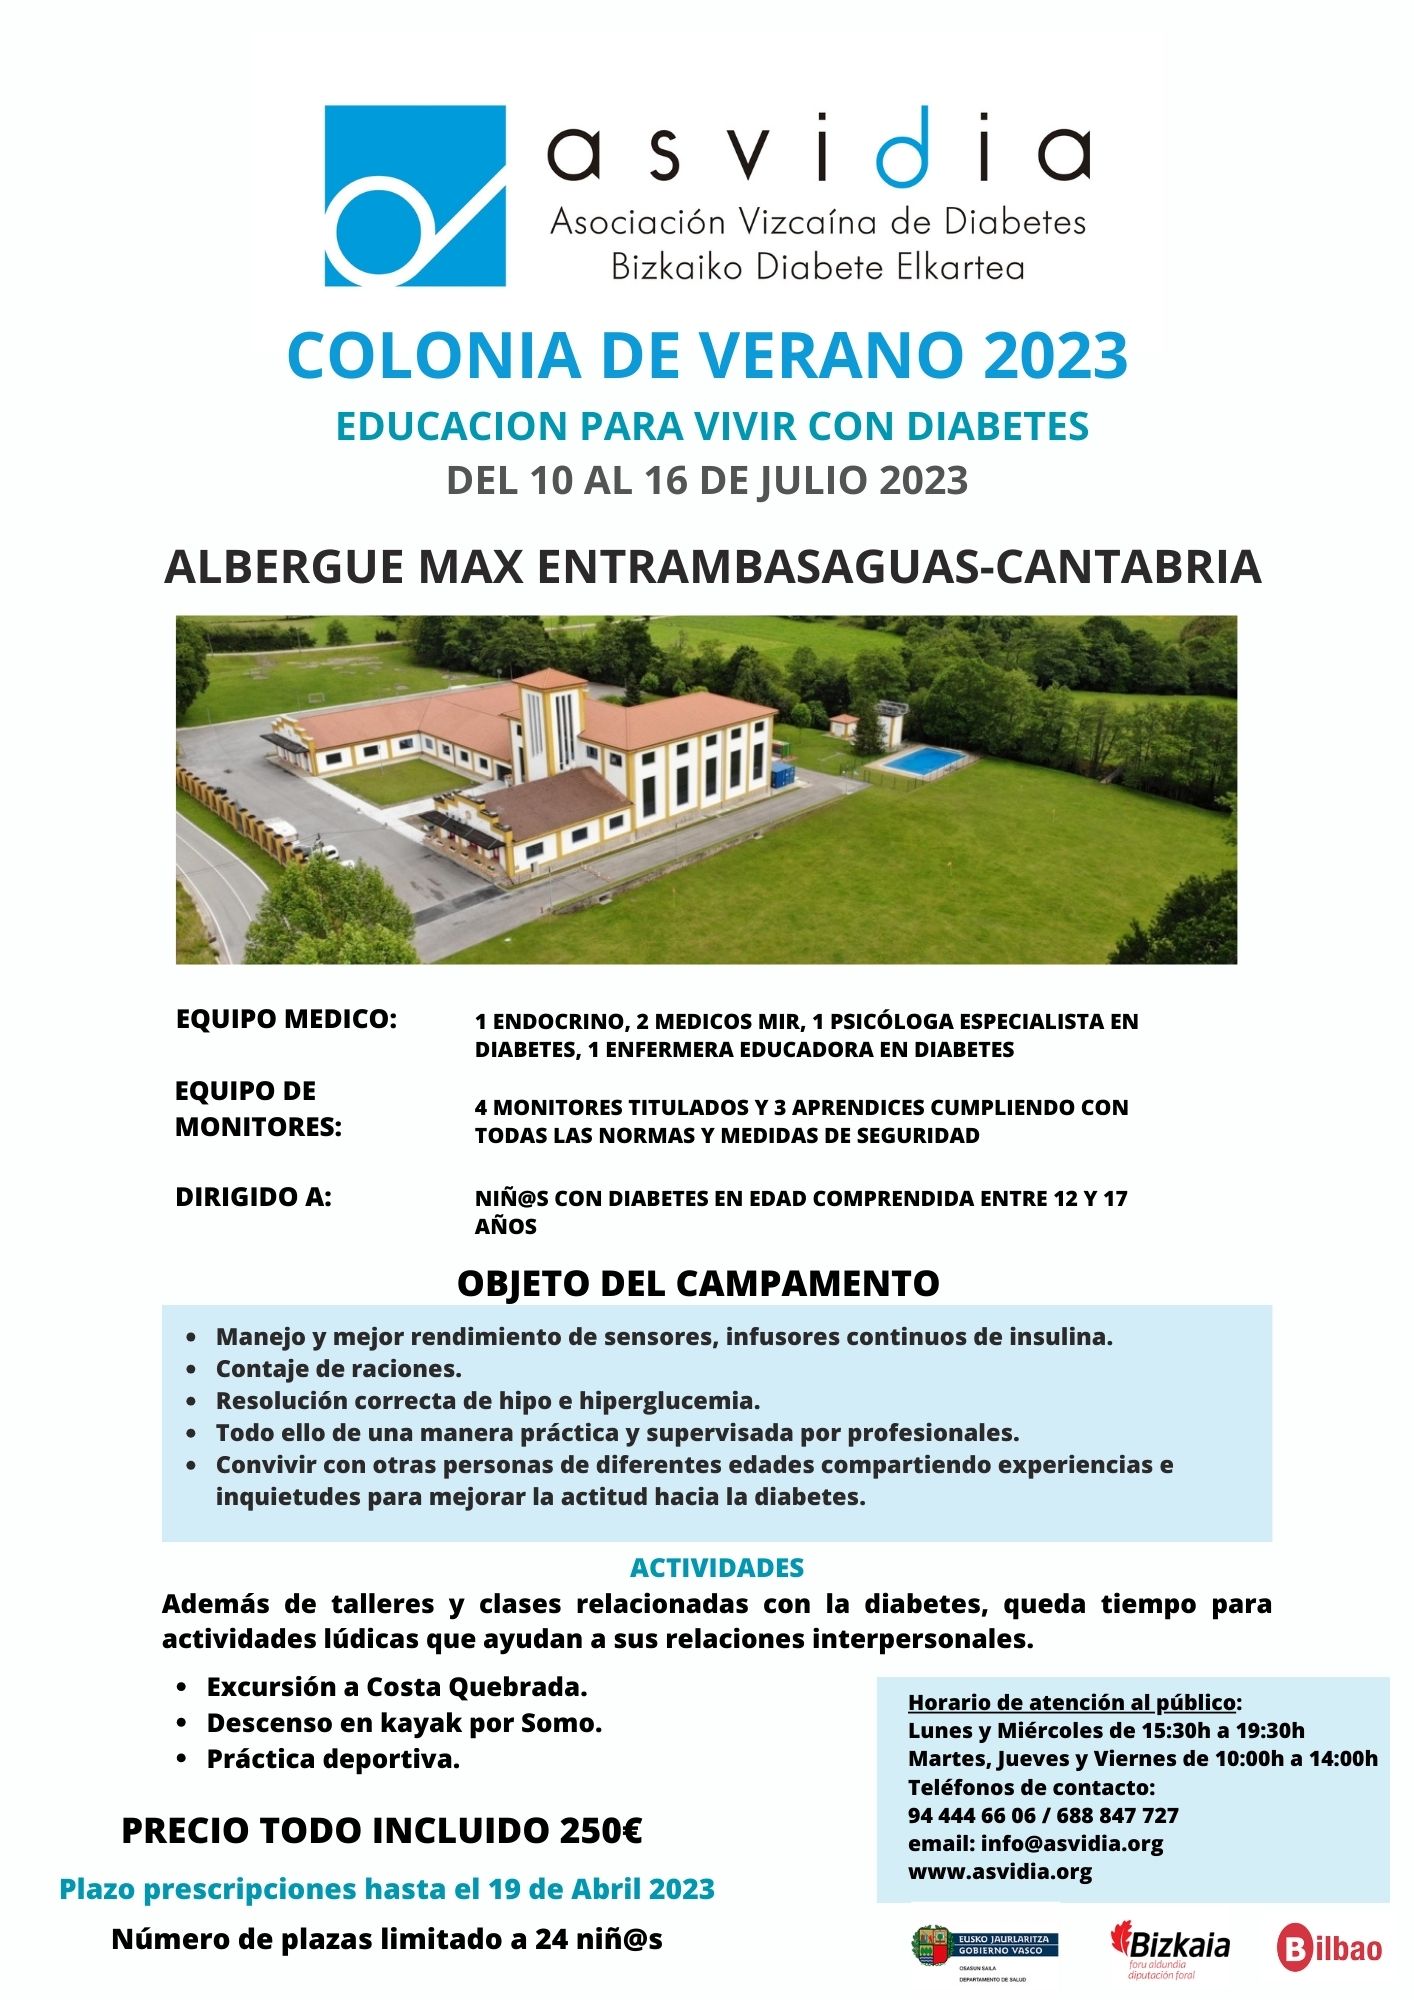 asvidia
Asociación Vizcaína de Diabetes
Bizkaiko Diabete Elkartea
COLONIA DE VERANO 2023
EDUCACION PARA VIVIR CON DIABETES
DEL 10 AL 16 DE JULIO 2023
ALBERGUE MAX ENTRAMBASAGUAS-CANTABRIA
EQUIPO MEDICO:
1 ENDOCRINO, 2 MEDICOS MIR, 1 PSICÓLOGA ESPECIALISTA EN
DIABETES, 1 ENFERMERA EDUCADORA EN DIABETES
EQUIPO DE
MONITORES:
4 MONITORES TITULADOS Y 3 APRENDICES CUMPLIENDO CON
TODAS LAS NORMAS Y MEDIDAS DE SEGURIDAD
DIRIGIDO A:
NIÑ@S CON DIABETES EN EDAD COMPRENDIDA ENTRE 12 Y 17
AÑOS
OBJETO DEL CAMPAMENTO
• Manejo y mejor rendimiento de sensores, infusores continuos de insulina.
• Contaje de raciones.
• Resolución correcta de hipo e hiperglucemia.
• Todo ello de una manera práctica y supervisada por profesionales.
• Convivir con otras personas de diferentes edades compartiendo experiencias e
inquietudes para mejorar la actitud hacia la diabetes.
ACTIVIDADES
Además de talleres y clases relacionadas con la diabetes, queda tiempo para
actividades lúdicas que ayudan a sus relaciones interpersonales.
• Excursión a Costa Quebrada.
• Descenso en kayak por Somo.
• Práctica deportiva.
PRECIO TODO INCLUIDO 250€
Plazo prescripciones hasta el 19 de Abril 2023
Número de plazas limitado a 24 niñ@s
Horario de atención al público:
Lunes y Miércoles de 15:30h a 19:30h
Martes, Jueves y Viernes de 10:00h a 14:00h
Teléfonos de contacto:
94 444 66 06 / 688 847 727
email: info@asvidia.org
www.asvidia.org
EUSKO JAURLARITZA
GOBIERNO VASCO
OSASUN SAILA
DEPARTAMENTO DE SALUD
Bizkaia
foru aldundia
diputación foral
Bilbao